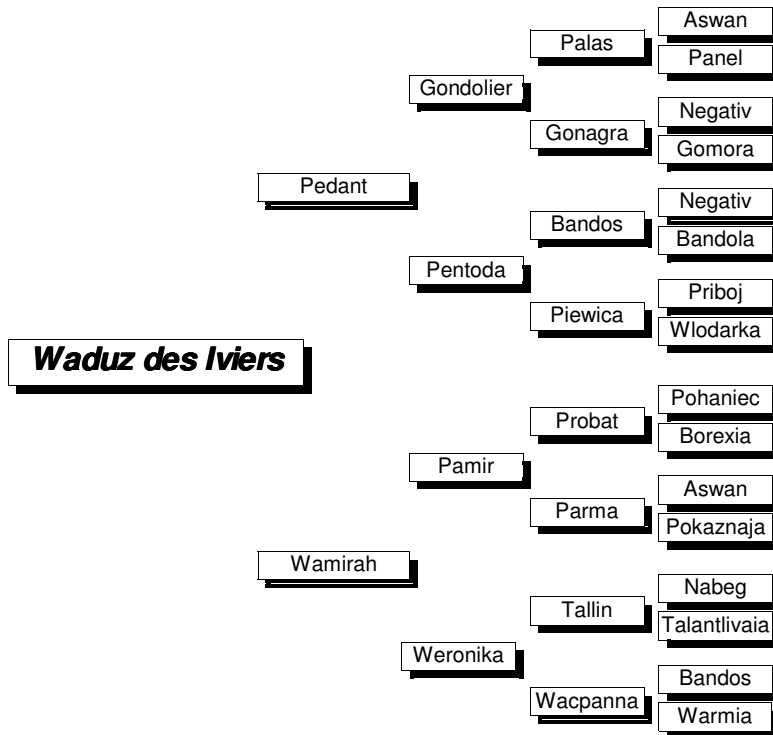 Aswan
Palas
Panel
Gondolier
Negativ
Gonagra
Gomora
Pedant
Negativ
Bandos
Bandola
Pentoda
Priboj
Piewica
Wlodarka
Waduz des Iviers
Pohaniec
Probat
Borexia
Pamir
Aswan
Parma
Pokaznaja
Wamirah
Nabeg
Tallin
Talantlivaia
Weronika
Bandos
Wacpanna
Warmia